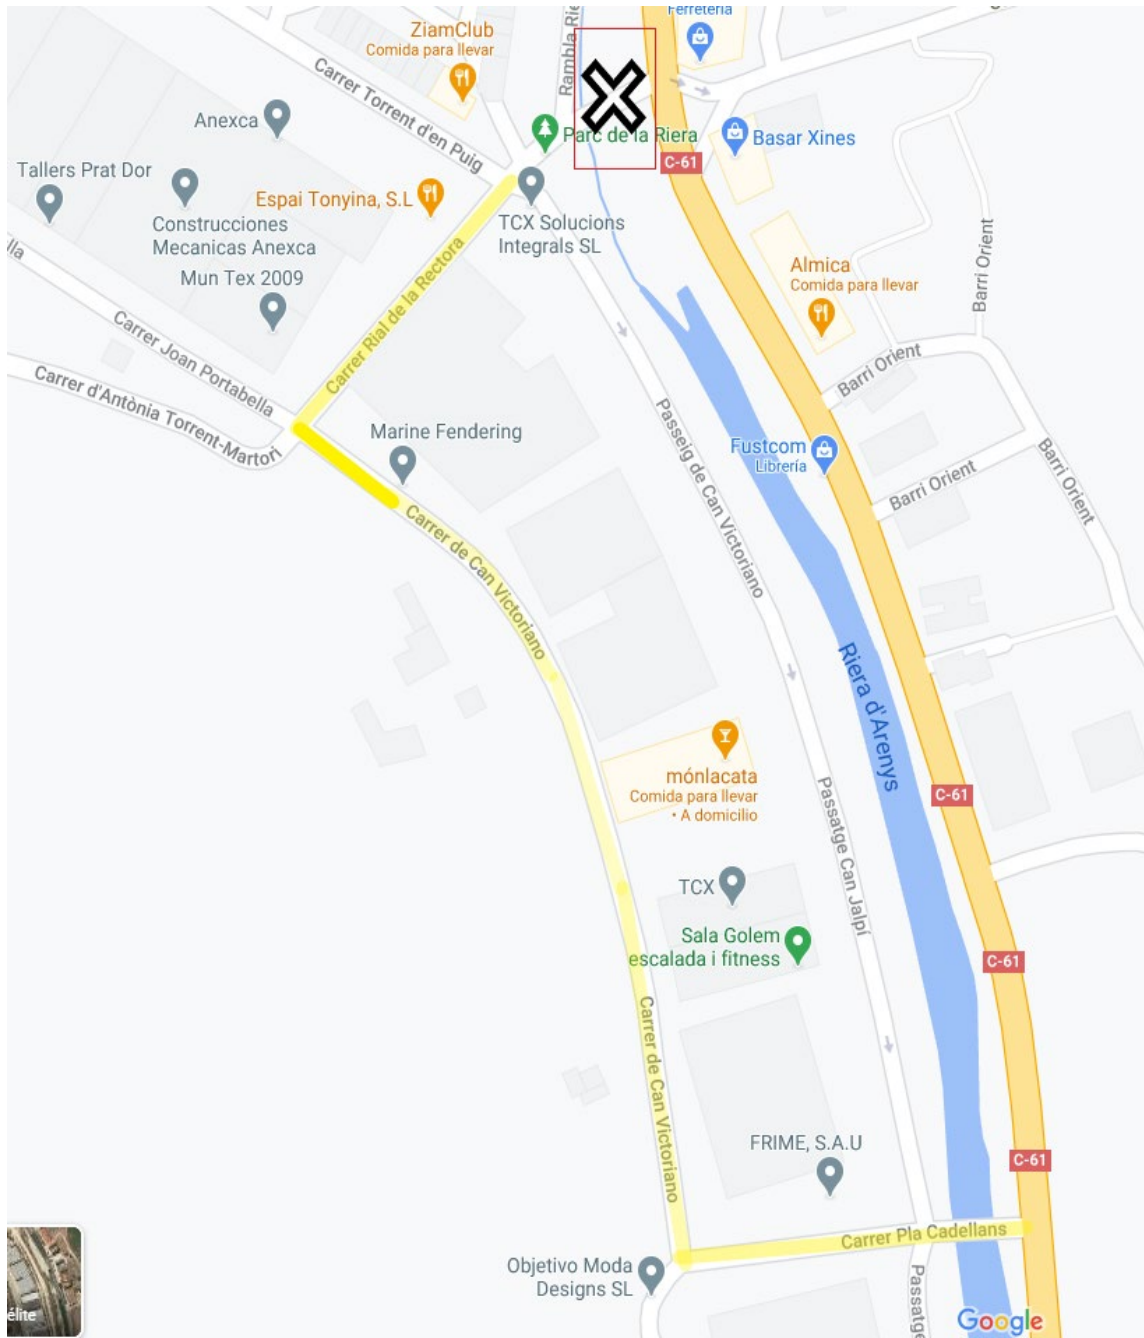 Ferreteria
ZiamClub
Comida para llevar
Rambla Rie
Carrer Torrent d'en Puig
Anexca
Parc de la Riera
Basar Xines
C-61
Tallers Prat Dor
Espai Tonyina, S.L
Construcciones
Mecanicas Anexca
TCX Solucions
Integrals SL
Mun Tex 2009
lla
Carrer Rial de la Rectora
Almica
Comida para llevar
Barri Orient
Carrer Joan Portabella
Carrer d'Antònia Torrent-Martori
Barri Orient
Marine Fendering
Passeig de Can Victoriano
Fustcom
Librería
Barri Orient
Barri Orient
Carrer de Can Victoriano
Riera d'Arenys
mónlacata
Comida para llevar
• A domicilio
C-61
Passatge Can Jalpí
TCX
Sala Golem
escalada i fitness
C-61
Carrer de Can Victoriano
FRIME, S.A.U
C-61
Carrer Pla Cadellans
Objetivo Moda
Designs SL
Passatge
élite
Google